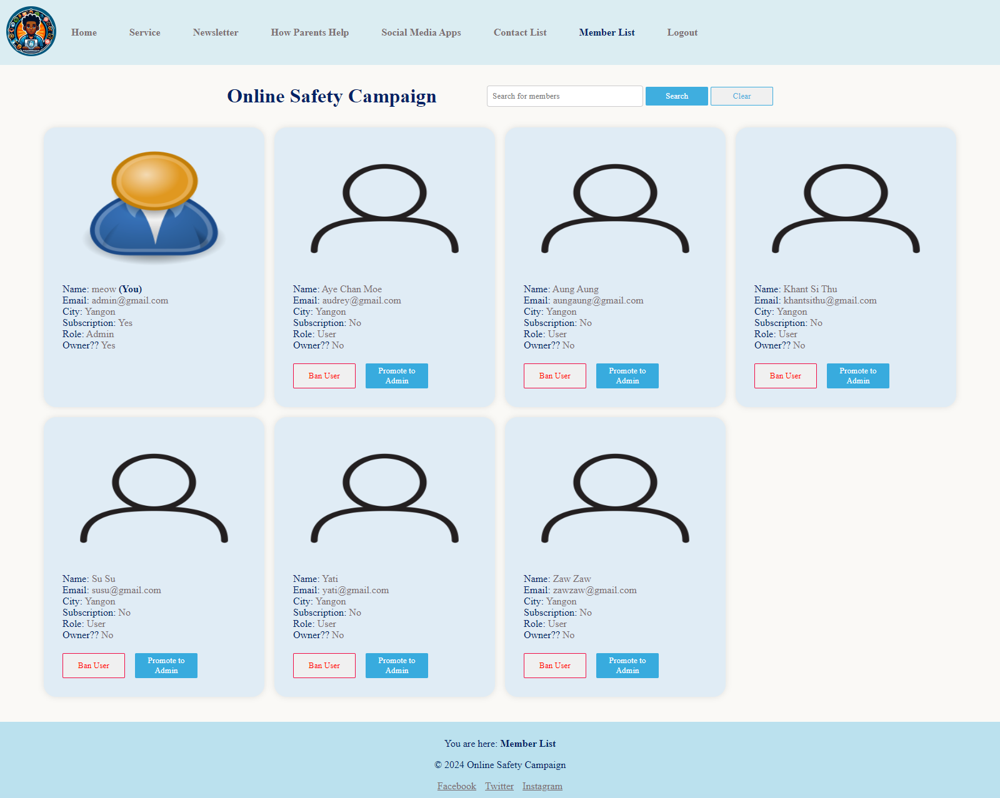 Home Service Newsletter How Parents Help Social Media Apps Contact List Member List Logout
Online Safety Campaign
Search for members Search Clear
Name: meow (You)
Email: admin@gmail.com
City: Yangon
Subscription: Yes
Role: Admin
Owner?? Yes
Name: Aye Chan Moe
Email: audrey@gmail.com
City: Yangon
Subscription: No
Role: User
Owner?? No
Ban User
Promote to
Admin
Name: Aung Aung
Email: aungaung@gmail.com
City: Yangon
Subscription: No
Role: User
Owner?? No
Ban User
Promote to
Admin
Name: Khant Si Thu
Email: khantsithu@gmail.com
City: Yangon
Subscription: No
Role: User
Owner?? No
Ban User
Promote to
Admin
Name: Su Su
Email: susu@gmail.com
City: Yangon
Subscription: No
Role: User
Owner?? No
Ban User
Promote to
Admin
Name: Yati
Email: yati@gmail.com
City: Yangon
Subscription: No
Role: User
Owner?? No
Ban User
Promote to
Admin
Name: Zaw Zaw
Email: zawzaw@gmail.com
City: Yangon
Subscription: No
Role: User
Owner?? No
Ban User
Promote to
Admin
You are here: Member List
© 2024 Online Safety Campaign
Facebook Twitter Instagram